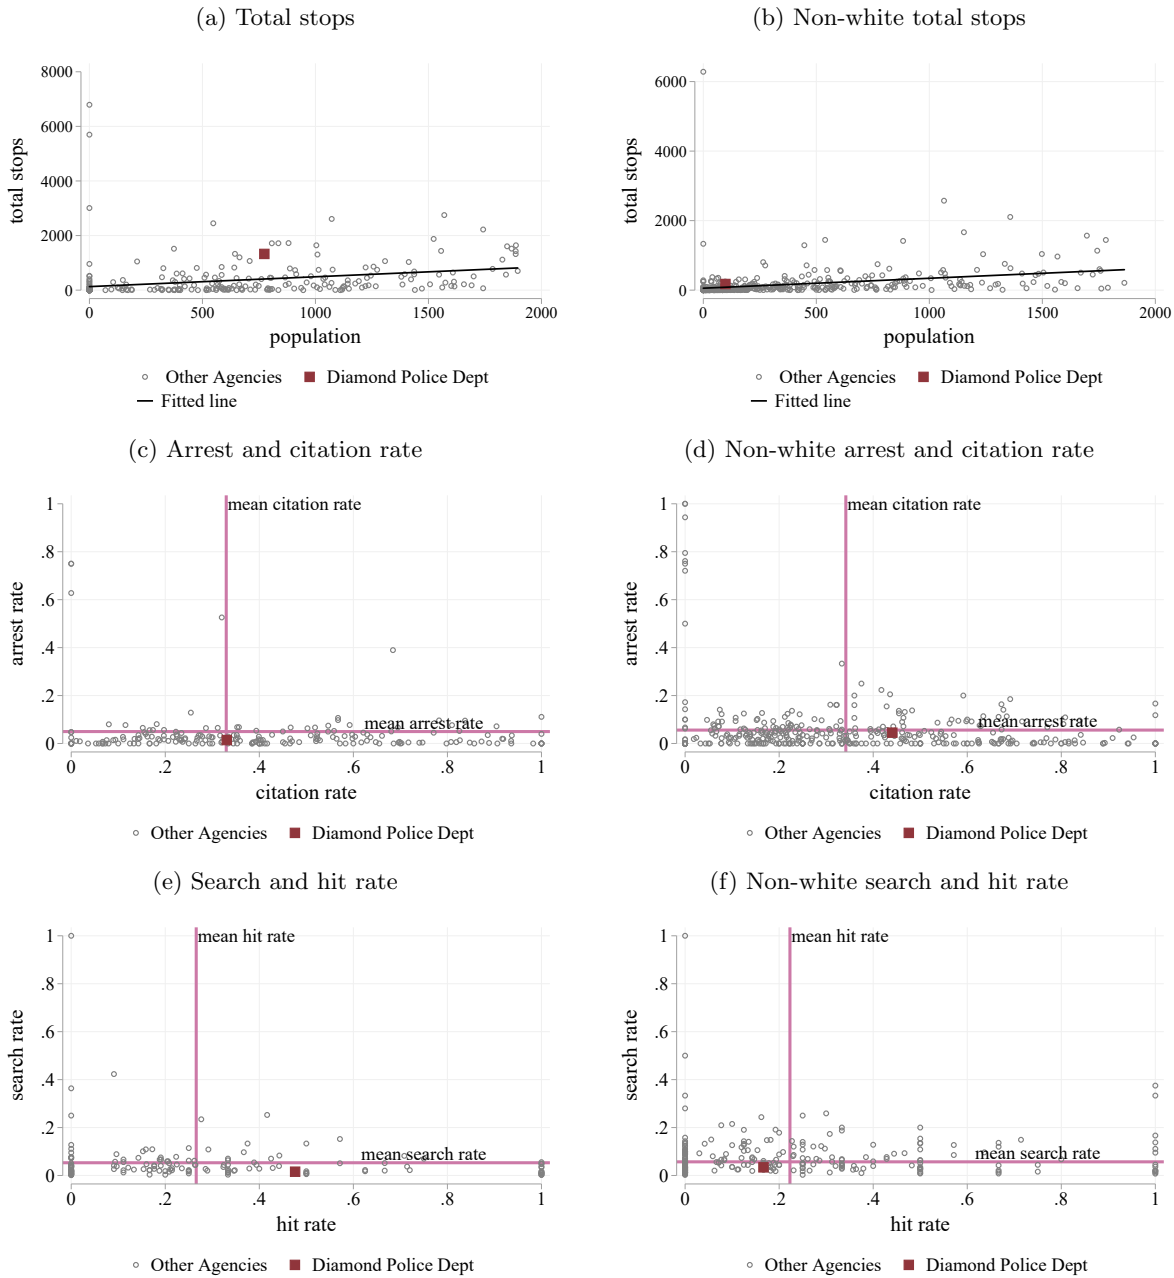 (a) Total stops
(b) Non-white total stops
8000
6000
4000
2000
0
total stops
0 500 1000 1500 2000
population
Other Agencies Diamond Police Dept
Fitted line
6000
4000
2000
0
total stops
0 500 1000 1500 2000
population
Other Agencies Diamond Police Dept
Fitted line
(c) Arrest and citation rate
(d) Non-white arrest and citation rate
1
.8
.6
.4
.2
0
arrest rate
mean citation rate
mean arrest rate
0 .2 .4 .6 .8 1
citation rate
Other Agencies Diamond Police Dept
1
.8
.6
.4
.2
0
arrest rate
mean citation rate
mean arrest rate
0 .2 .4 .6 .8 1
citation rate
Other Agencies Diamond Police Dept
(e) Search and hit rate
(f) Non-white search and hit rate
1
.8
.6
.4
.2
0
search rate
mean hit rate
mean search rate
0 .2 .4 .6 .8 1
hit rate
Other Agencies Diamond Police Dept
1
.8
.6
.4
.2
0
search rate
mean hit rate
mean search rate
0 .2 .4 .6 .8 1
hit rate
Other Agencies Diamond Police Dept